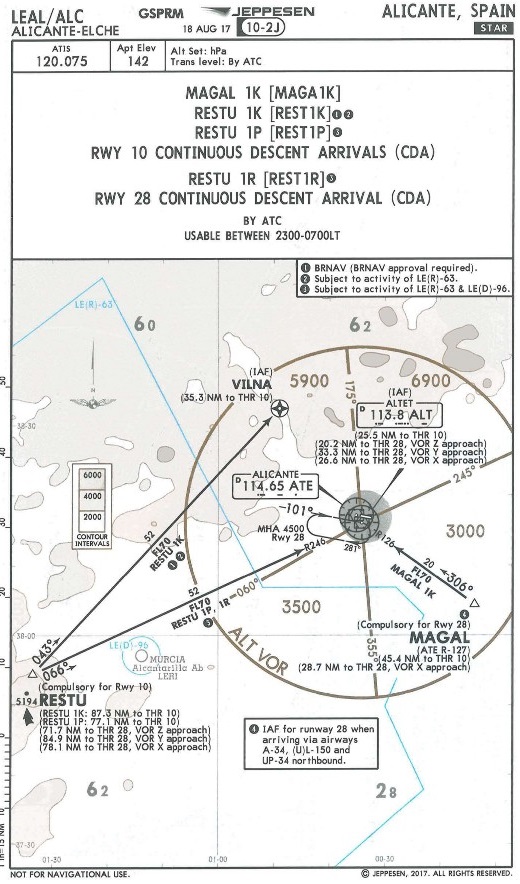 LEAL/ALC
ALICANTE-ELCHE
GSPRM
JEPPESEN
18 AUG 17
10-2J
ALICANTE, SPAIN
STAR
ATIS
120.075
Apt Elev
142
Alt Set: hPa
Trans level: By ATC
MAGAL 1K [MAGA1K]
RESTU 1K [REST1K]❶❷
RESTU 1P [REST1P]❸
RWY 10 CONTINUOUS DESCENT ARRIVALS (CDA)
RESTU 1R [REST1R]❸
RWY 28 CONTINUOUS DESCENT ARRIVAL (CDA)
BY ATC
USABLE BETWEEN 2300-0700LT
❶ BRNAV (BRNAV approval required).
❷ Subject to activity of LE(R)-63.
❸ Subject to activity of LE(R)-63 & LE(D)-96.
LE(R)-63
60
62
(IAF)
VILNA
(35.3 NM to THR 10)
5900
175°
6900
(IAF)
ALTET
D 113.8 ALT
(25.5 NM to THR 10)
(20.2 NM to THR 28, VOR Z approach)
(33.3 NM to THR 28, VOR Y approach)
(26.6 NM to THR 28, VOR X approach)
38-30
ALICANTE
D 114.65 ATE
245°
6000
4000
2000
CONTOUR
INTERVALS
101°
MHA 4500
Rwy 28
281°
R246
R126
3000
52
FL70
RESTU 1K
❶❷
52
FL70
RESTU 1P, 1R
❸
060°
20
FL70
MAGAL 1K
306°
3500
❹
(Compulsory for Rwy 28)
MAGAL
(ATE R-127)
(45.4 NM to THR 10)
(28.7 NM to THR 28, VOR X approach)
355°
ALT VOR
38-00
LE(D)-96
MURCIA
Alcantarilla Ab
LERI
043°
066°
(Compulsory for Rwy 10)
5194
RESTU
(RESTU 1K: 87.3 NM to THR 10)
(RESTU 1P: 77.1 NM to THR 10)
(71.7 NM to THR 28, VOR Z approach)
(84.9 NM to THR 28, VOR Y approach)
(78.1 NM to THR 28, VOR X approach)
❹ IAF for runway 28 when
arriving via airways
A-34, (U)L-150 and
UP-34 northbound.
62
28
37-30
01-30
01-00
00-30
NOT FOR NAVIGATIONAL USE.
© JEPPESEN, 2017. ALL RIGHTS RESERVED.